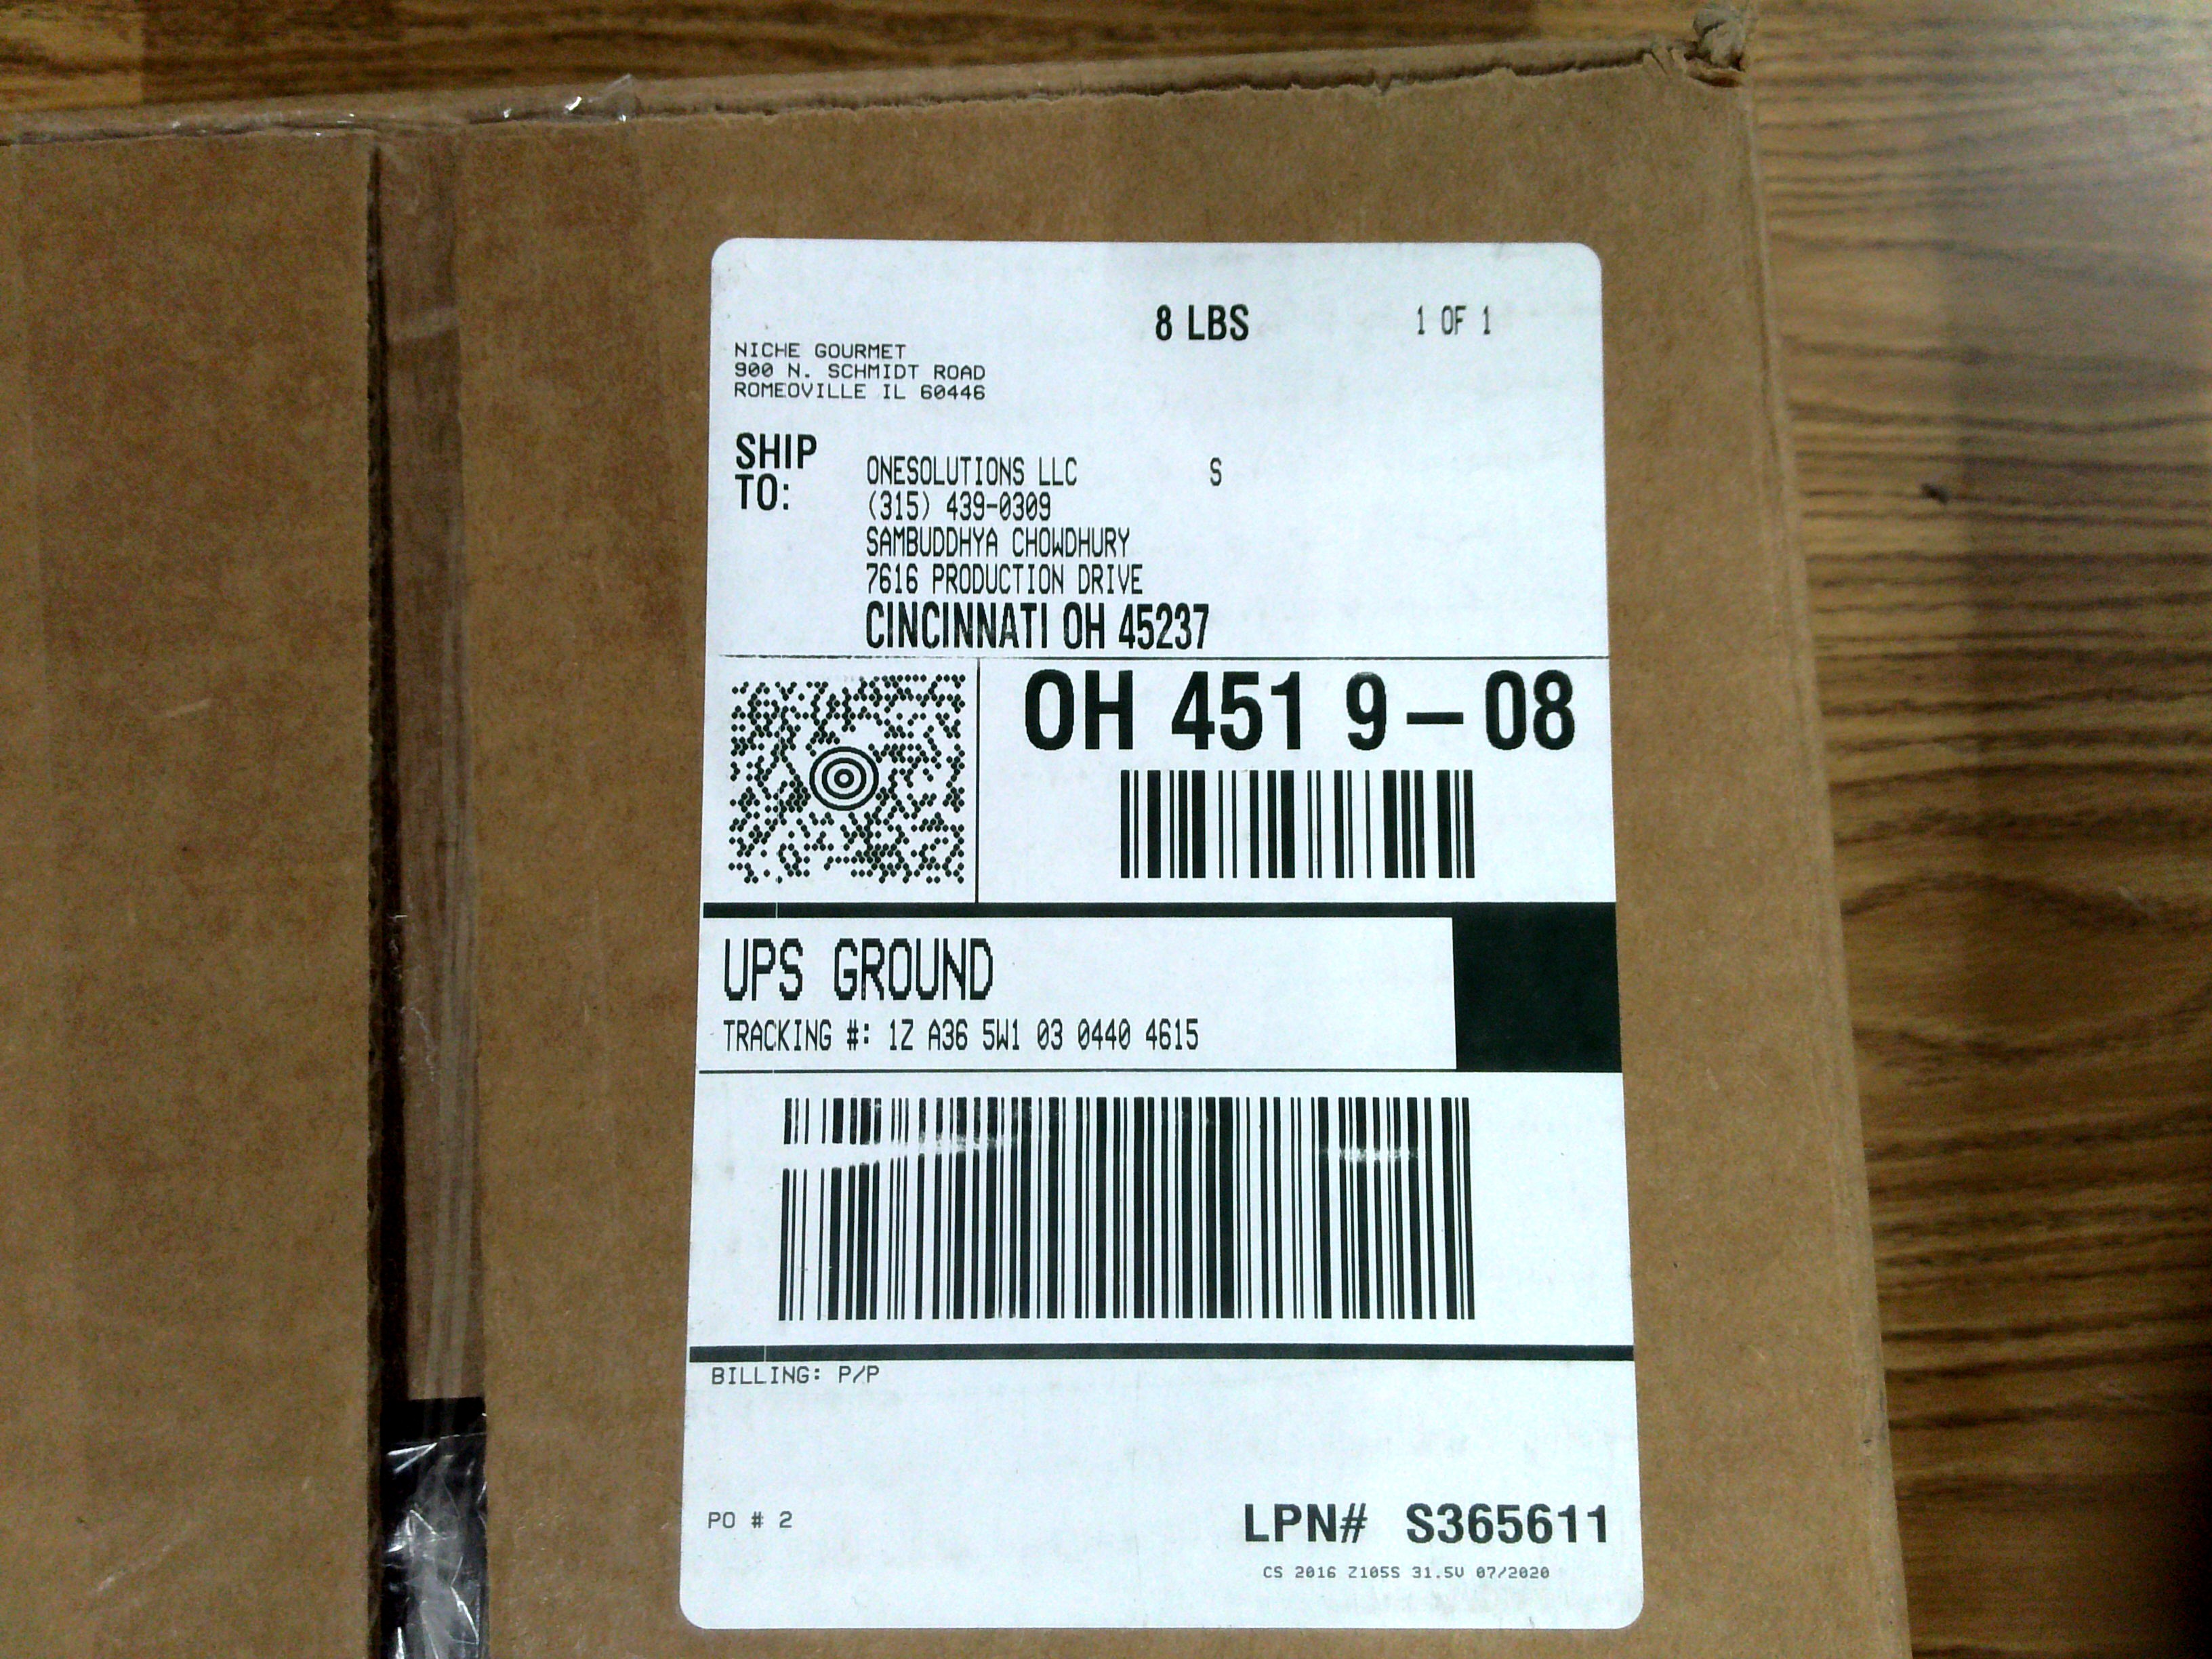 8 LBS 1 OF 1
NICHE GOURMET
900 N. SCHMIDT ROAD
ROMEOVILLE IL 60446
SHIP TO:
ONESOLUTIONS LLC S
(315) 439-0309
SAMBUDDHYA CHOWDHURY
7616 PRODUCTION DRIVE
CINCINNATI OH 45237
OH 451 9-08
UPS GROUND
TRACKING #: 1Z A36 5W1 03 0440 4615
BILLING: P/P
PO # 2
LPN# S365611
CS 2016 Z105S 31.5V 07/2020